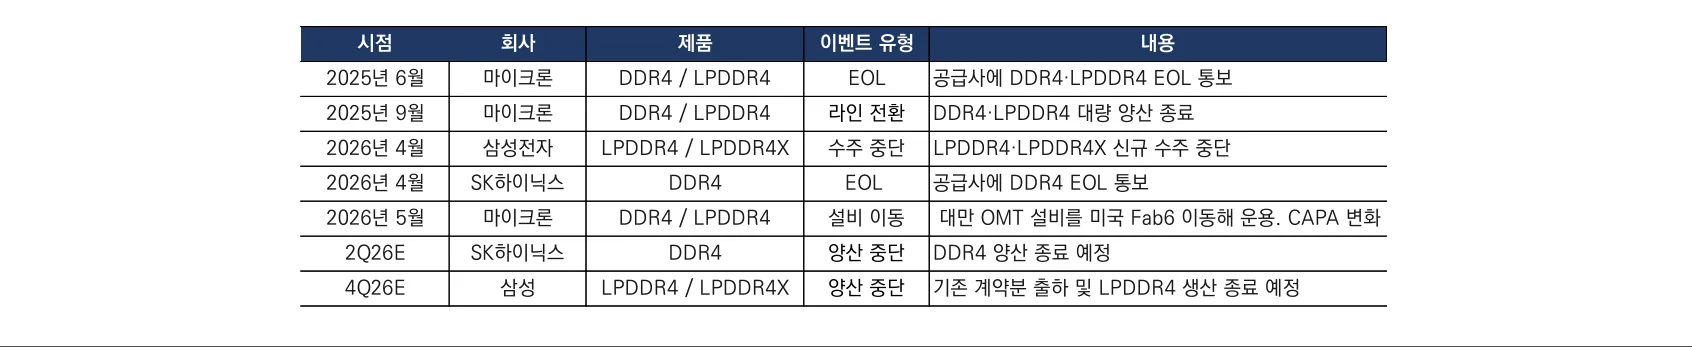 시점 회사 제품 이벤트 유형 내용
2025년 6월 마이크론 DDR4 / LPDDR4 EOL 공급사에 DDR4·LPDDR4 EOL 통보
2025년 9월 마이크론 DDR4 / LPDDR4 라인 전환 DDR4·LPDDR4 대량 양산 종료
2026년 4월 삼성전자 LPDDR4 / LPDDR4X 수주 중단 LPDDR4·LPDDR4X 신규 수주 중단
2026년 4월 SK하이닉스 DDR4 EOL 공급사에 DDR4 EOL 통보
2026년 5월 마이크론 DDR4 / LPDDR4 설비 이동 대만 OMT 설비를 미국 Fab6 이동해 운용. CAPA 변화
2Q26E SK하이닉스 DDR4 양산 중단 DDR4 양산 종료 예정
4Q26E 삼성 LPDDR4 / LPDDR4X 양산 중단 기존 계약분 출하 및 LPDDR4 생산 종료 예정